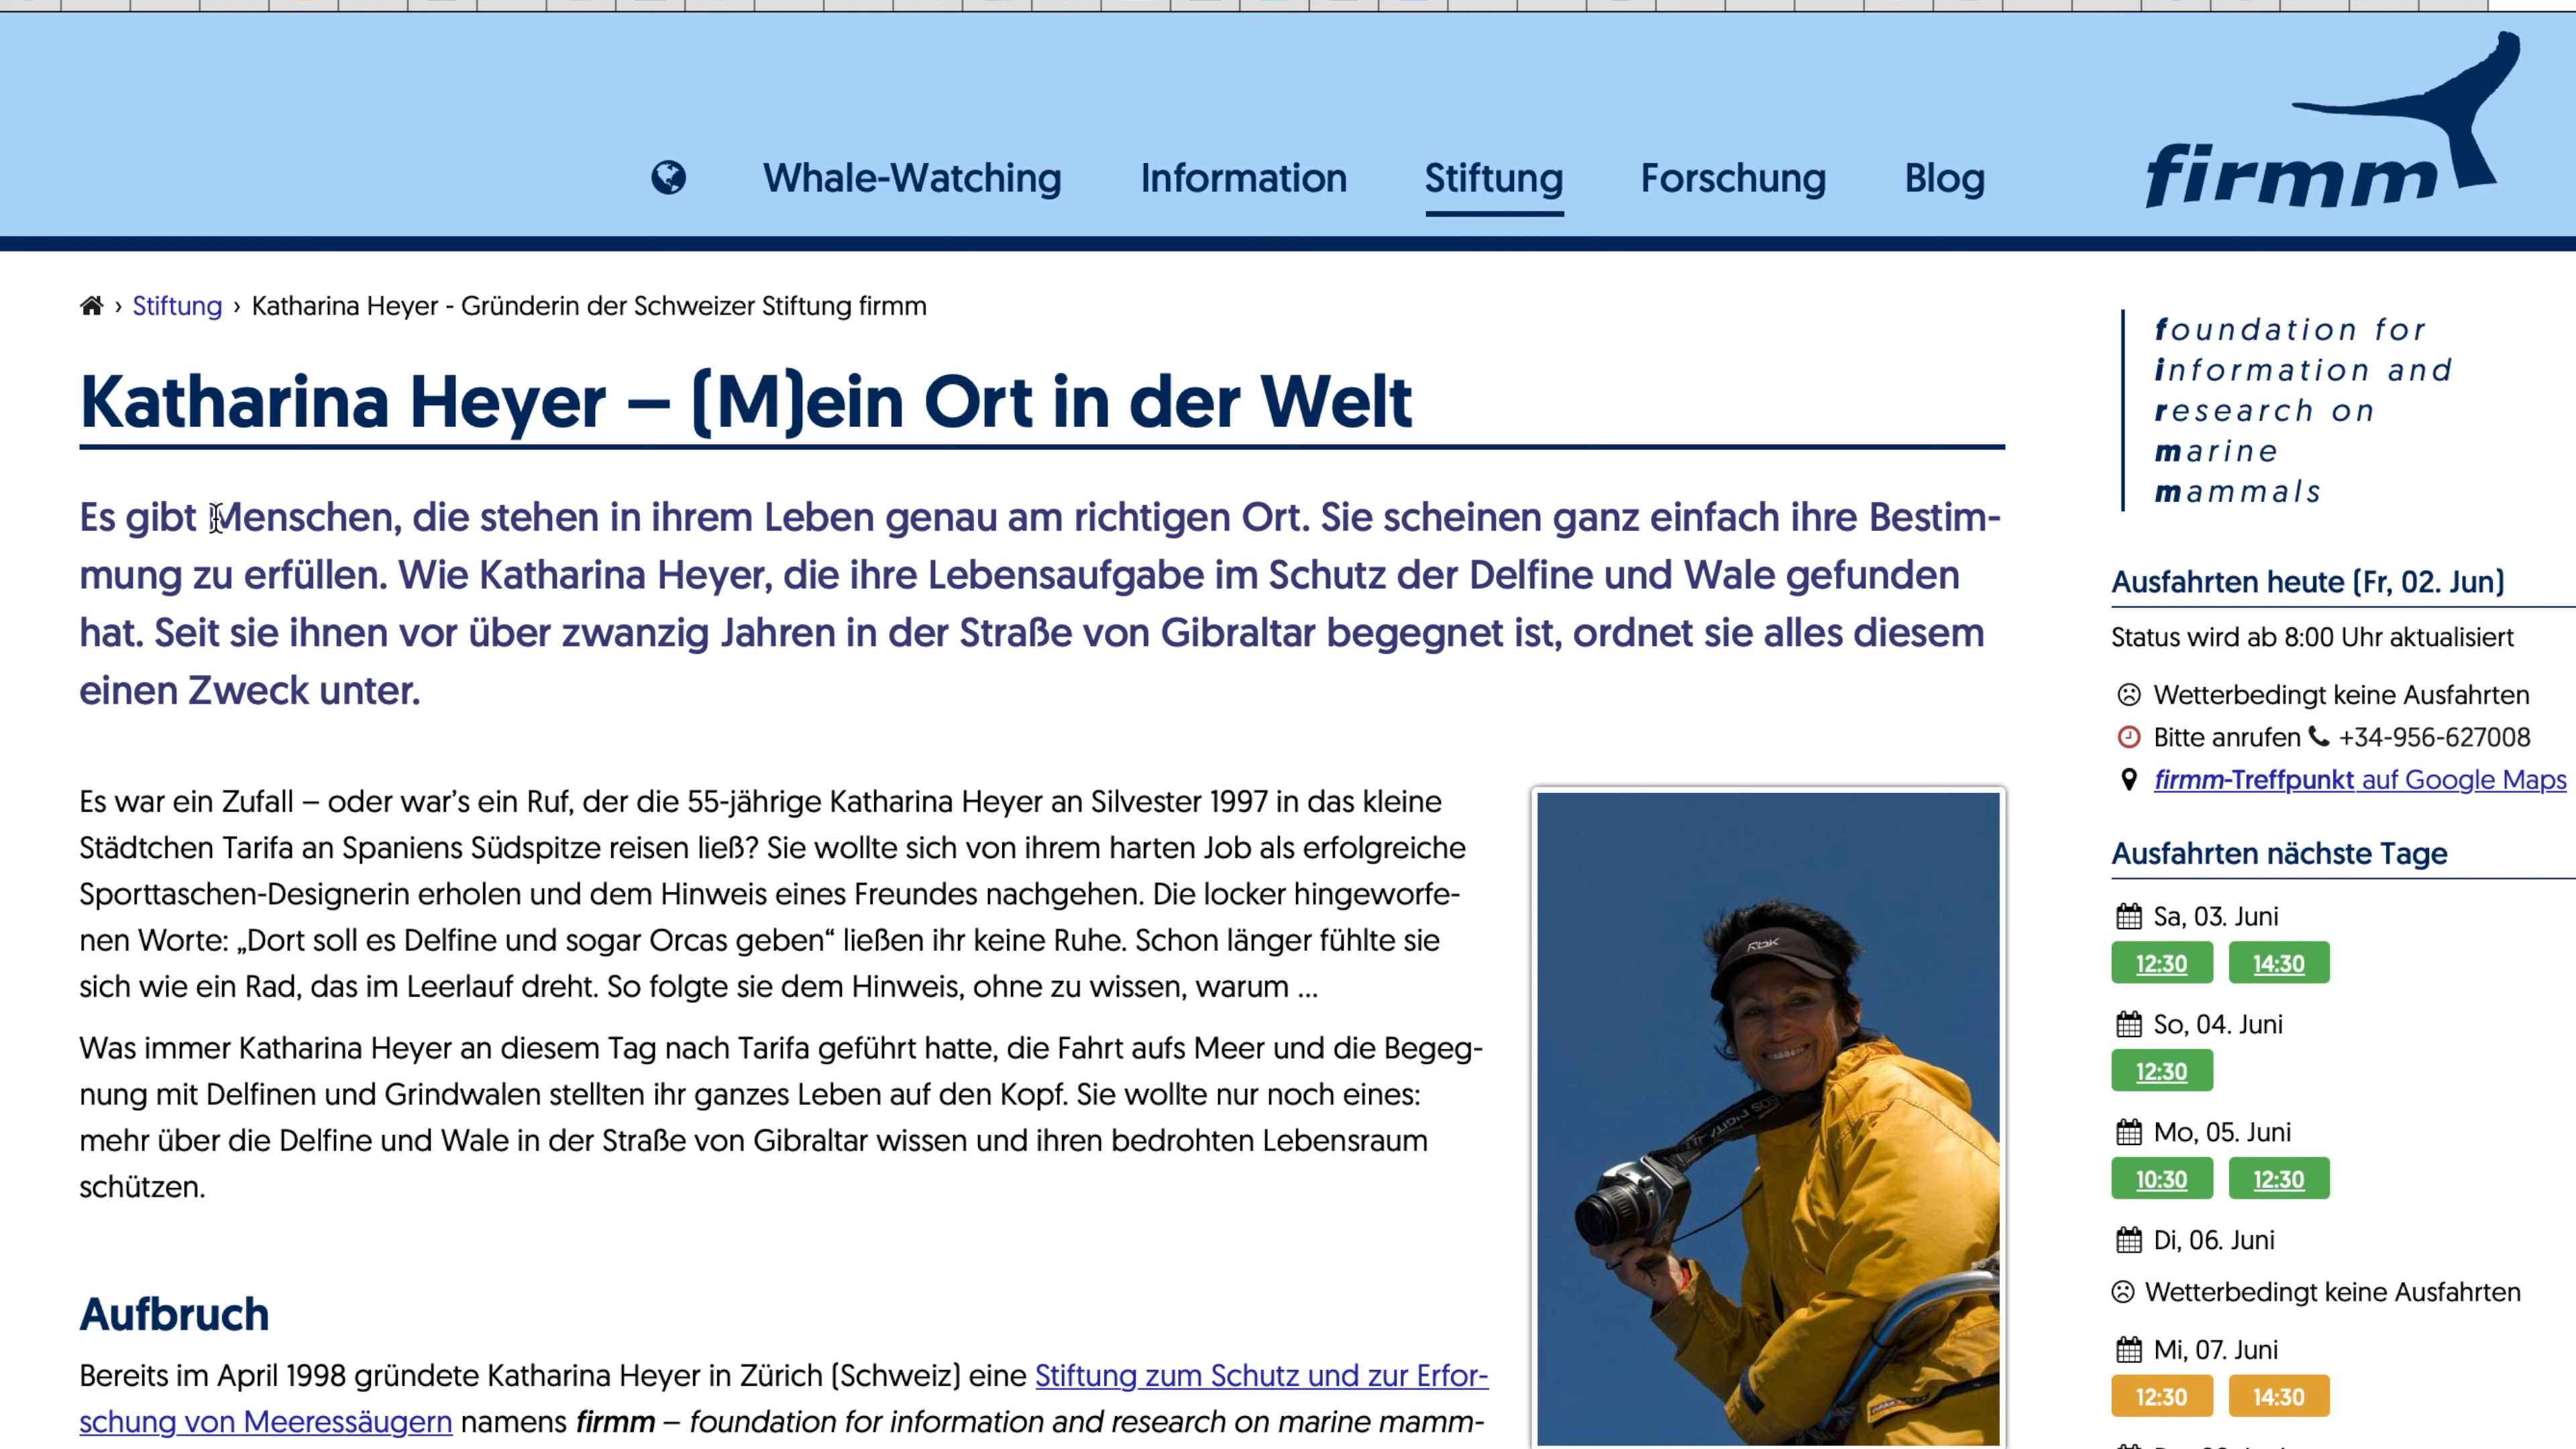 Whale-Watching Information Stiftung Forschung Blog
firmm
› Stiftung › Katharina Heyer - Gründerin der Schweizer Stiftung firmm
Katharina Heyer – (M)ein Ort in der Welt
Es gibt Menschen, die stehen in ihrem Leben genau am richtigen Ort. Sie scheinen ganz einfach ihre Bestim-
mung zu erfüllen. Wie Katharina Heyer, die ihre Lebensaufgabe im Schutz der Delfine und Wale gefunden
hat. Seit sie ihnen vor über zwanzig Jahren in der Straße von Gibraltar begegnet ist, ordnet sie alles diesem
einen Zweck unter.
Es war ein Zufall – oder war’s ein Ruf, der die 55-jährige Katharina Heyer an Silvester 1997 in das kleine
Städtchen Tarifa an Spaniens Südspitze reisen ließ? Sie wollte sich von ihrem harten Job als erfolgreiche
Sporttaschen-Designerin erholen und dem Hinweis eines Freundes nachgehen. Die locker hingeworfe-
nen Worte: „Dort soll es Delfine und sogar Orcas geben“ ließen ihr keine Ruhe. Schon länger fühlte sie
sich wie ein Rad, das im Leerlauf dreht. So folgte sie dem Hinweis, ohne zu wissen, warum ...
Was immer Katharina Heyer an diesem Tag nach Tarifa geführt hatte, die Fahrt aufs Meer und die Begeg-
nung mit Delfinen und Grindwalen stellten ihr ganzes Leben auf den Kopf. Sie wollte nur noch eines:
mehr über die Delfine und Wale in der Straße von Gibraltar wissen und ihren bedrohten Lebensraum
schützen.
Aufbruch
Bereits im April 1998 gründete Katharina Heyer in Zürich (Schweiz) eine Stiftung zum Schutz und zur Erfor-
schung von Meeressäugern namens firmm – foundation for information and research on marine mamm-
RbK
foundation for
information and
research on
marine
mammals
Ausfahrten heute (Fr, 02. Jun)
Status wird ab 8:00 Uhr aktualisiert
Wetterbedingt keine Ausfahrten
Bitte anrufen +34-956-627008
firmm-Treffpunkt auf Google Maps
Ausfahrten nächste Tage
Sa, 03. Juni
12:30 14:30
So, 04. Juni
12:30
Mo, 05. Juni
10:30 12:30
Di, 06. Juni
Wetterbedingt keine Ausfahrten
Mi, 07. Juni
12:30 14:30